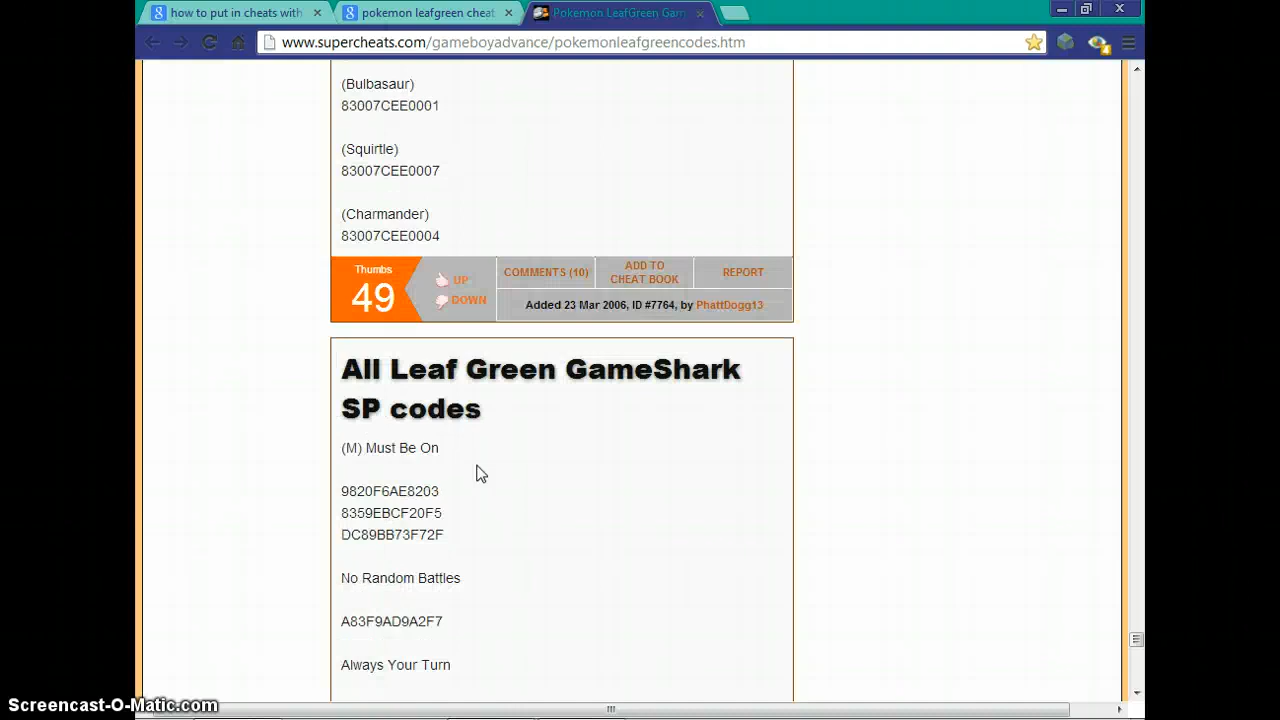 how to put in cheats with
pokemon leafgreen cheat
Pokemon LeafGreen Gam
www.supercheats.com/gameboyadvance/pokemonleafgreencodes.htm
(Bulbasaur)
83007CEE0001
(Squirtle)
83007CEE0007
(Charmander)
83007CEE0004
Thumbs
49
UP
DOWN
COMMENTS (10)
ADD TO
CHEAT BOOK
REPORT
Added 23 Mar 2006, ID #7764, by PhattDogg13
All Leaf Green GameShark
SP codes
(M) Must Be On
9820F6AE8203
8359EBCF20F5
DC89BB73F72F
No Random Battles
A83F9AD9A2F7
Always Your Turn
Screencast-O-Matic.com